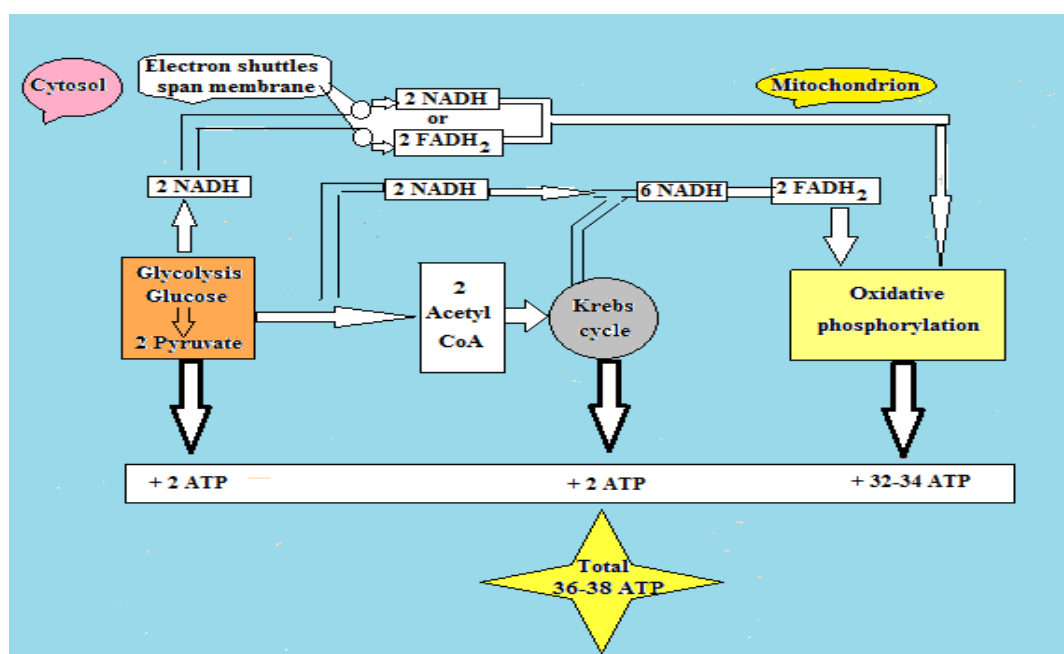 Cytosol
Electron shuttles
span membrane
2 NADH
or
2 FADH2
Mitochondrion
2 NADH
2 NADH
6 NADH
2 FADH2
Glycolysis
Glucose
2 Pyruvate
2
Acetyl
CoA
Krebs
cycle
Oxidative
phosphorylation
+ 2 ATP
+ 2 ATP
+ 32-34 ATP
Total
36-38 ATP